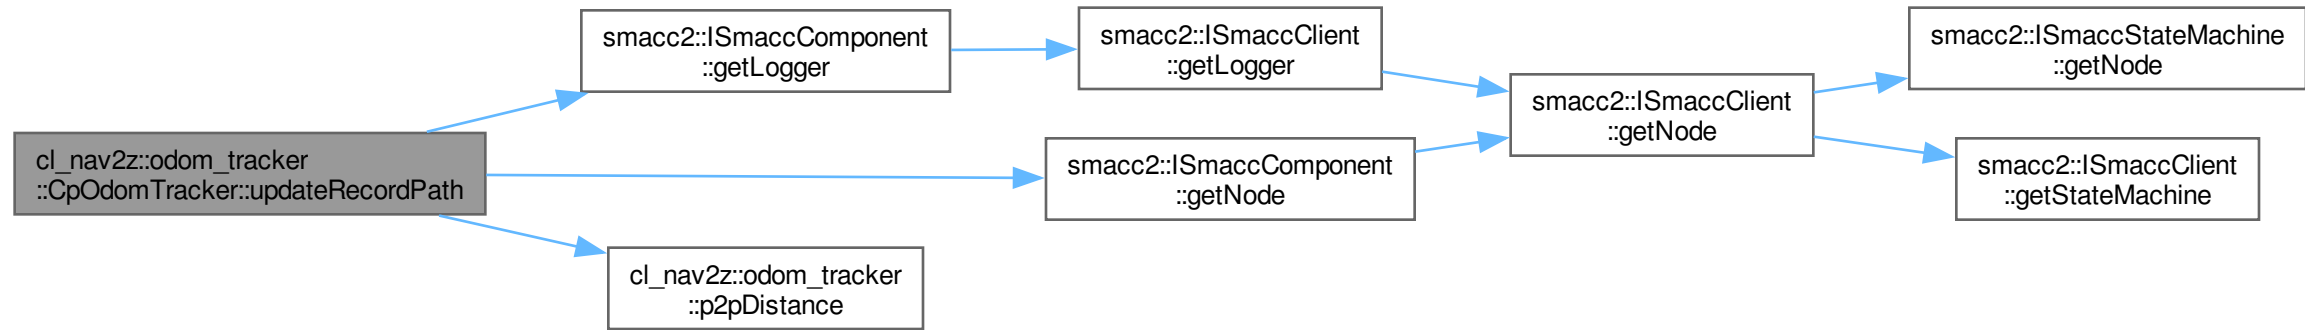 cl_nav2z::odom_tracker
::CpOdomTracker::updateRecordPath
smacc2::ISmaccComponent
::getLogger
smacc2::ISmaccClient
::getLogger
smacc2::ISmaccClient
::getNode
smacc2::ISmaccStateMachine
::getNode
smacc2::ISmaccClient
::getStateMachine
smacc2::ISmaccComponent
::getNode
cl_nav2z::odom_tracker
::p2pDistance